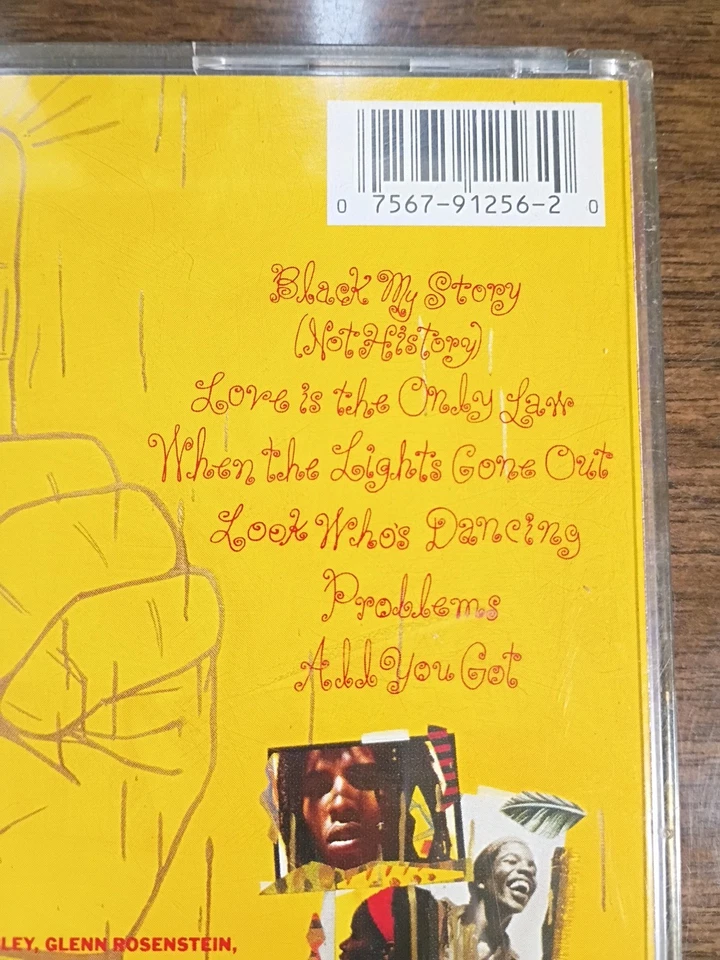 0 7567-91256-2 0
Black My Story
(Not History)
Love is the Only Law
When the Lights Gone Out
Look Who's Dancing
Problems
All You Got
LEY, GLENN ROSENSTEIN,